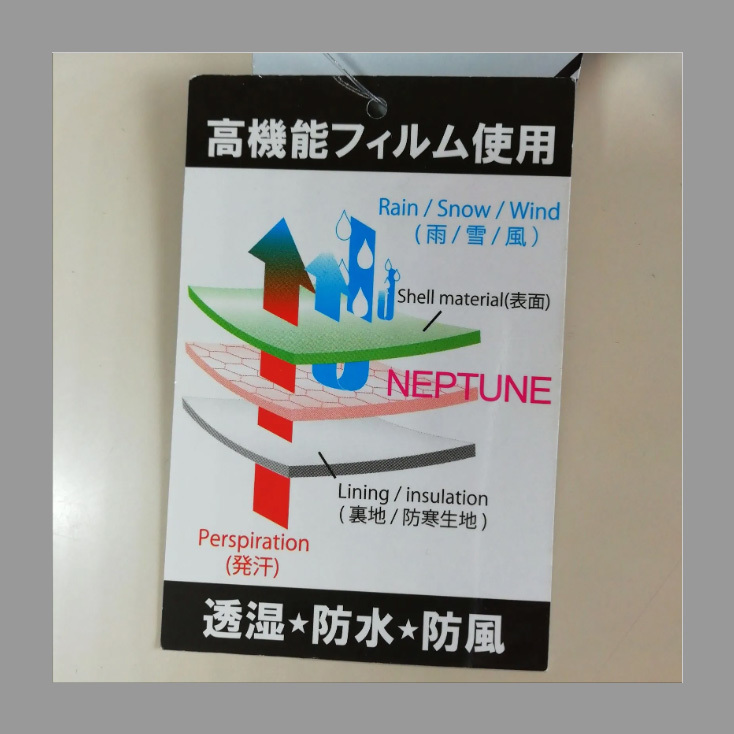 高機能フィルム使用
Rain / Snow / Wind
( 雨 / 雪 / 風 )
Shell material(表面)
NEPTUNE
Lining / insulation
( 裏地 / 防寒生地 )
Perspiration
(発汗)
透湿★防水★防風